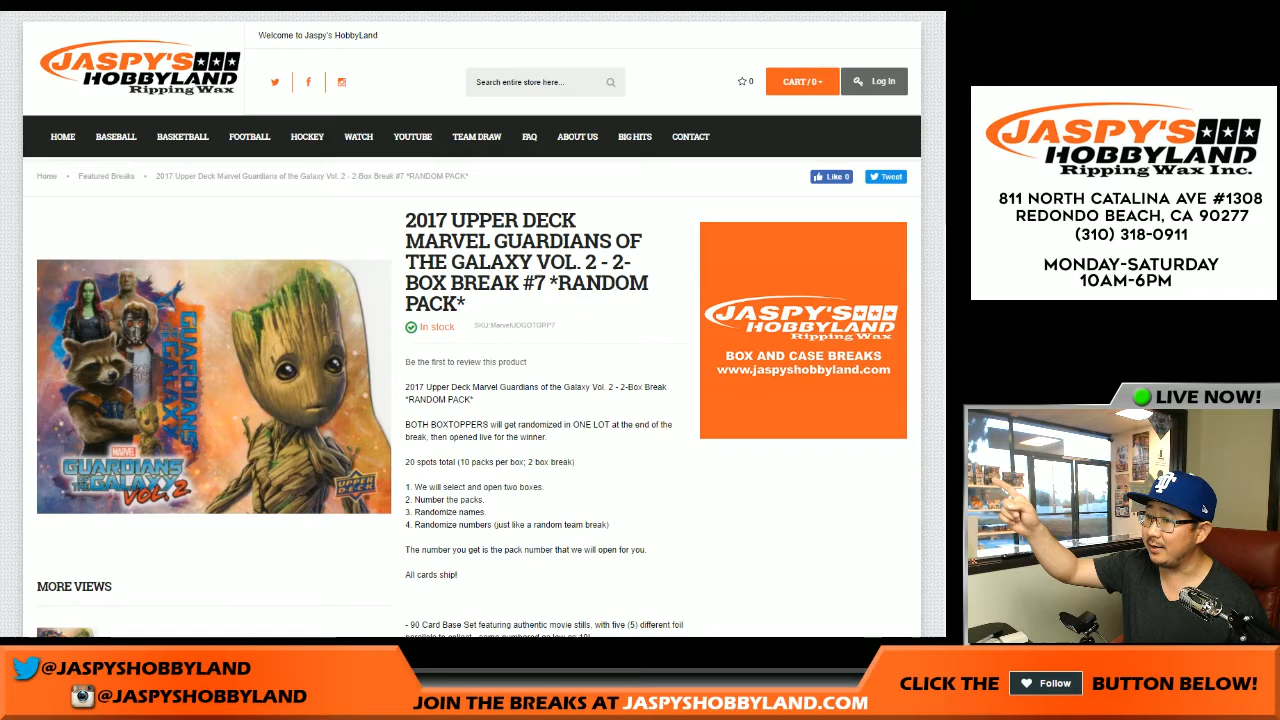 JASPY'S
HOBBYLAND
Ripping Wax
Welcome to Jaspy's HobbyLand
Search entire store here...
0
CART / 0
Log In
HOME BASEBALL BASKETBALL FOOTBALL HOCKEY WATCH YOUTUBE TEAM DRAW FAQ ABOUT US BIG HITS CONTACT
Home • Featured Breaks • 2017 Upper Deck Marvel Guardians of the Galaxy Vol. 2 - 2-Box Break #7 *RANDOM PACK*
Like 0
Tweet
GUARDIANS
OF THE GALAXY
MARVEL
GUARDIANS
OF THE GALAXY
VOL. 2
UPPER
DECK
MORE VIEWS
2017 UPPER DECK
MARVEL GUARDIANS OF
THE GALAXY VOL. 2 - 2-
BOX BREAK #7 *RANDOM
PACK*
In stock
SKU:MarvelUDGOTGRP7
Be the first to review this product
2017 Upper Deck Marvel Guardians of the Galaxy Vol. 2 - 2-Box Break
*RANDOM PACK*
BOTH BOXTOPPERS will get randomized in ONE LOT at the end of the
break, then opened live for the winner.
20 spots total (10 packs per box; 2 box break)
1. We will select and open two boxes.
2. Number the packs.
3. Randomize names.
4. Randomize numbers (just like a random team break)
The number you get is the pack number that we will open for you.
All cards ship!
- 90 Card Base Set featuring authentic movie stills, with five (5) different foil
JASPY'S
HOBBYLAND
Ripping Wax
BOX AND CASE BREAKS
www.jaspyshobbyland.com
JASPY'S
HOBBYLAND
Ripping Wax Inc.
811 NORTH CATALINA AVE #1308
REDONDO BEACH, CA 90277
(310) 318-0911
MONDAY-SATURDAY
10AM-6PM
LIVE NOW!
@JASPYSHOBBYLAND
@JASPYSHOBBYLAND
JOIN THE BREAKS AT JASPYSHOBBYLAND.COM
CLICK THE Follow BUTTON BELOW!